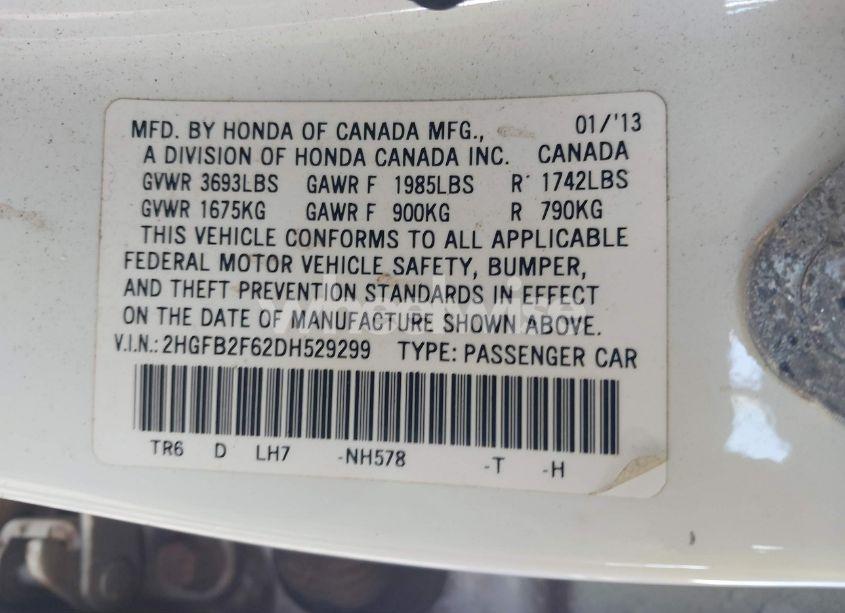 MFD. BY HONDA OF CANADA MFG., 01/'13
A DIVISION OF HONDA CANADA INC. CANADA
GVWR 3693LBS GAWR F 1985LBS R 1742LBS
GVWR 1675KG GAWR F 900KG R 790KG
THIS VEHICLE CONFORMS TO ALL APPLICABLE
FEDERAL MOTOR VEHICLE SAFETY, BUMPER,
AND THEFT PREVENTION STANDARDS IN EFFECT
ON THE DATE OF MANUFACTURE SHOWN ABOVE.
V.I.N.: 2HGFB2F62DH529299 TYPE: PASSENGER CAR
TR6 D LH7 -NH578 -T -H